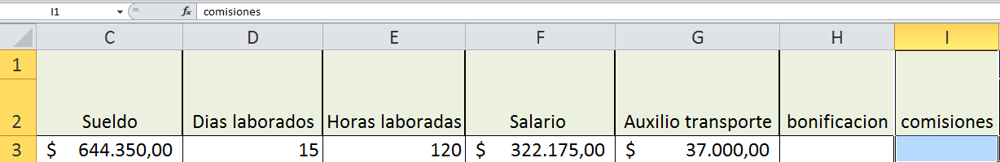 I1 fx comisiones
C D E F G H I
1
2 Sueldo Dias laborados Horas laboradas Salario Auxilio transporte bonificacion comisiones
3 $ 644.350,00 15 120 $ 322.175,00 $ 37.000,00